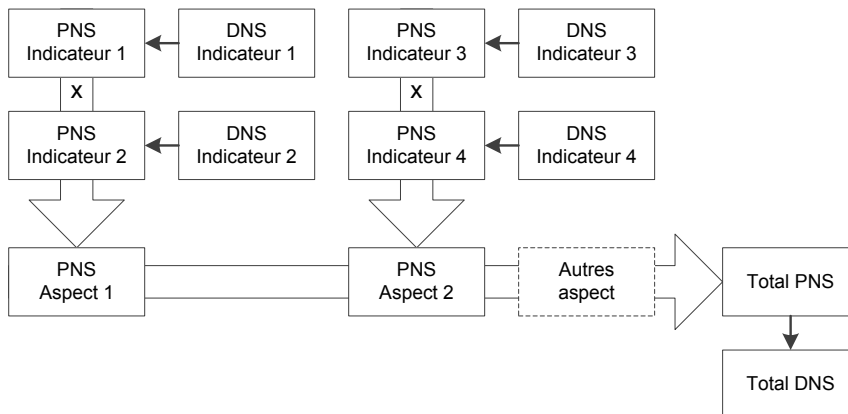 PNS
Indicateur 1
DNS
Indicateur 1
PNS
Indicateur 3
DNS
Indicateur 3
x
x
PNS
Indicateur 2
DNS
Indicateur 2
PNS
Indicateur 4
DNS
Indicateur 4
PNS
Aspect 1
PNS
Aspect 2
Autres
aspect
Total PNS
Total DNS